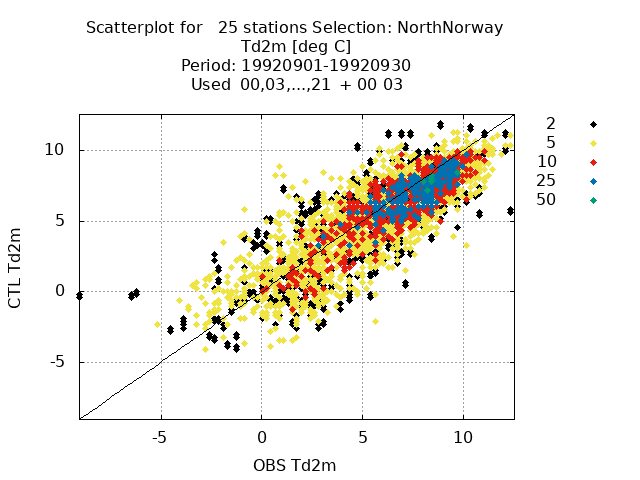 Scatterplot for   25 stations Selection: NorthNorway
Td2m [deg C]
Period: 19920901-19920930
Used  00,03,...,21  + 00 03
2
5
10
25
50
10
5
0
-5
CTL Td2m
-5
0
5
10
OBS Td2m